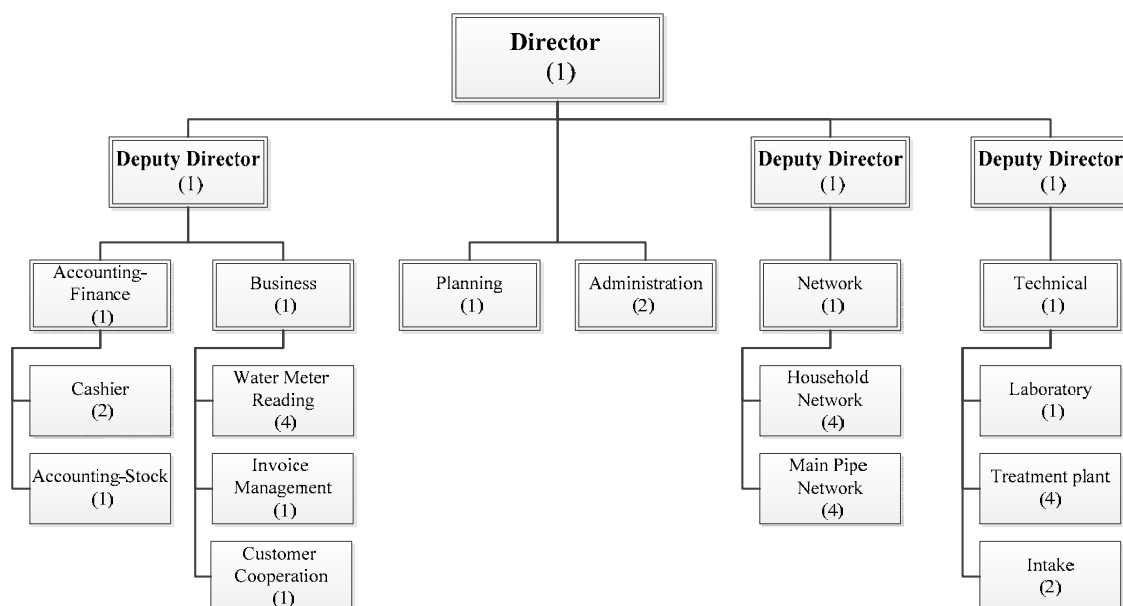 Director
(1)
Deputy Director
(1)
Deputy Director
(1)
Deputy Director
(1)
Accounting-
Finance
(1)
Business
(1)
Planning
(1)
Administration
(2)
Network
(1)
Technical
(1)
Cashier
(2)
Water Meter
Reading
(4)
Household
Network
(4)
Laboratory
(1)
Accounting-Stock
(1)
Invoice
Management
(1)
Main Pipe
Network
(4)
Treatment plant
(4)
Customer
Cooperation
(1)
Intake
(2)